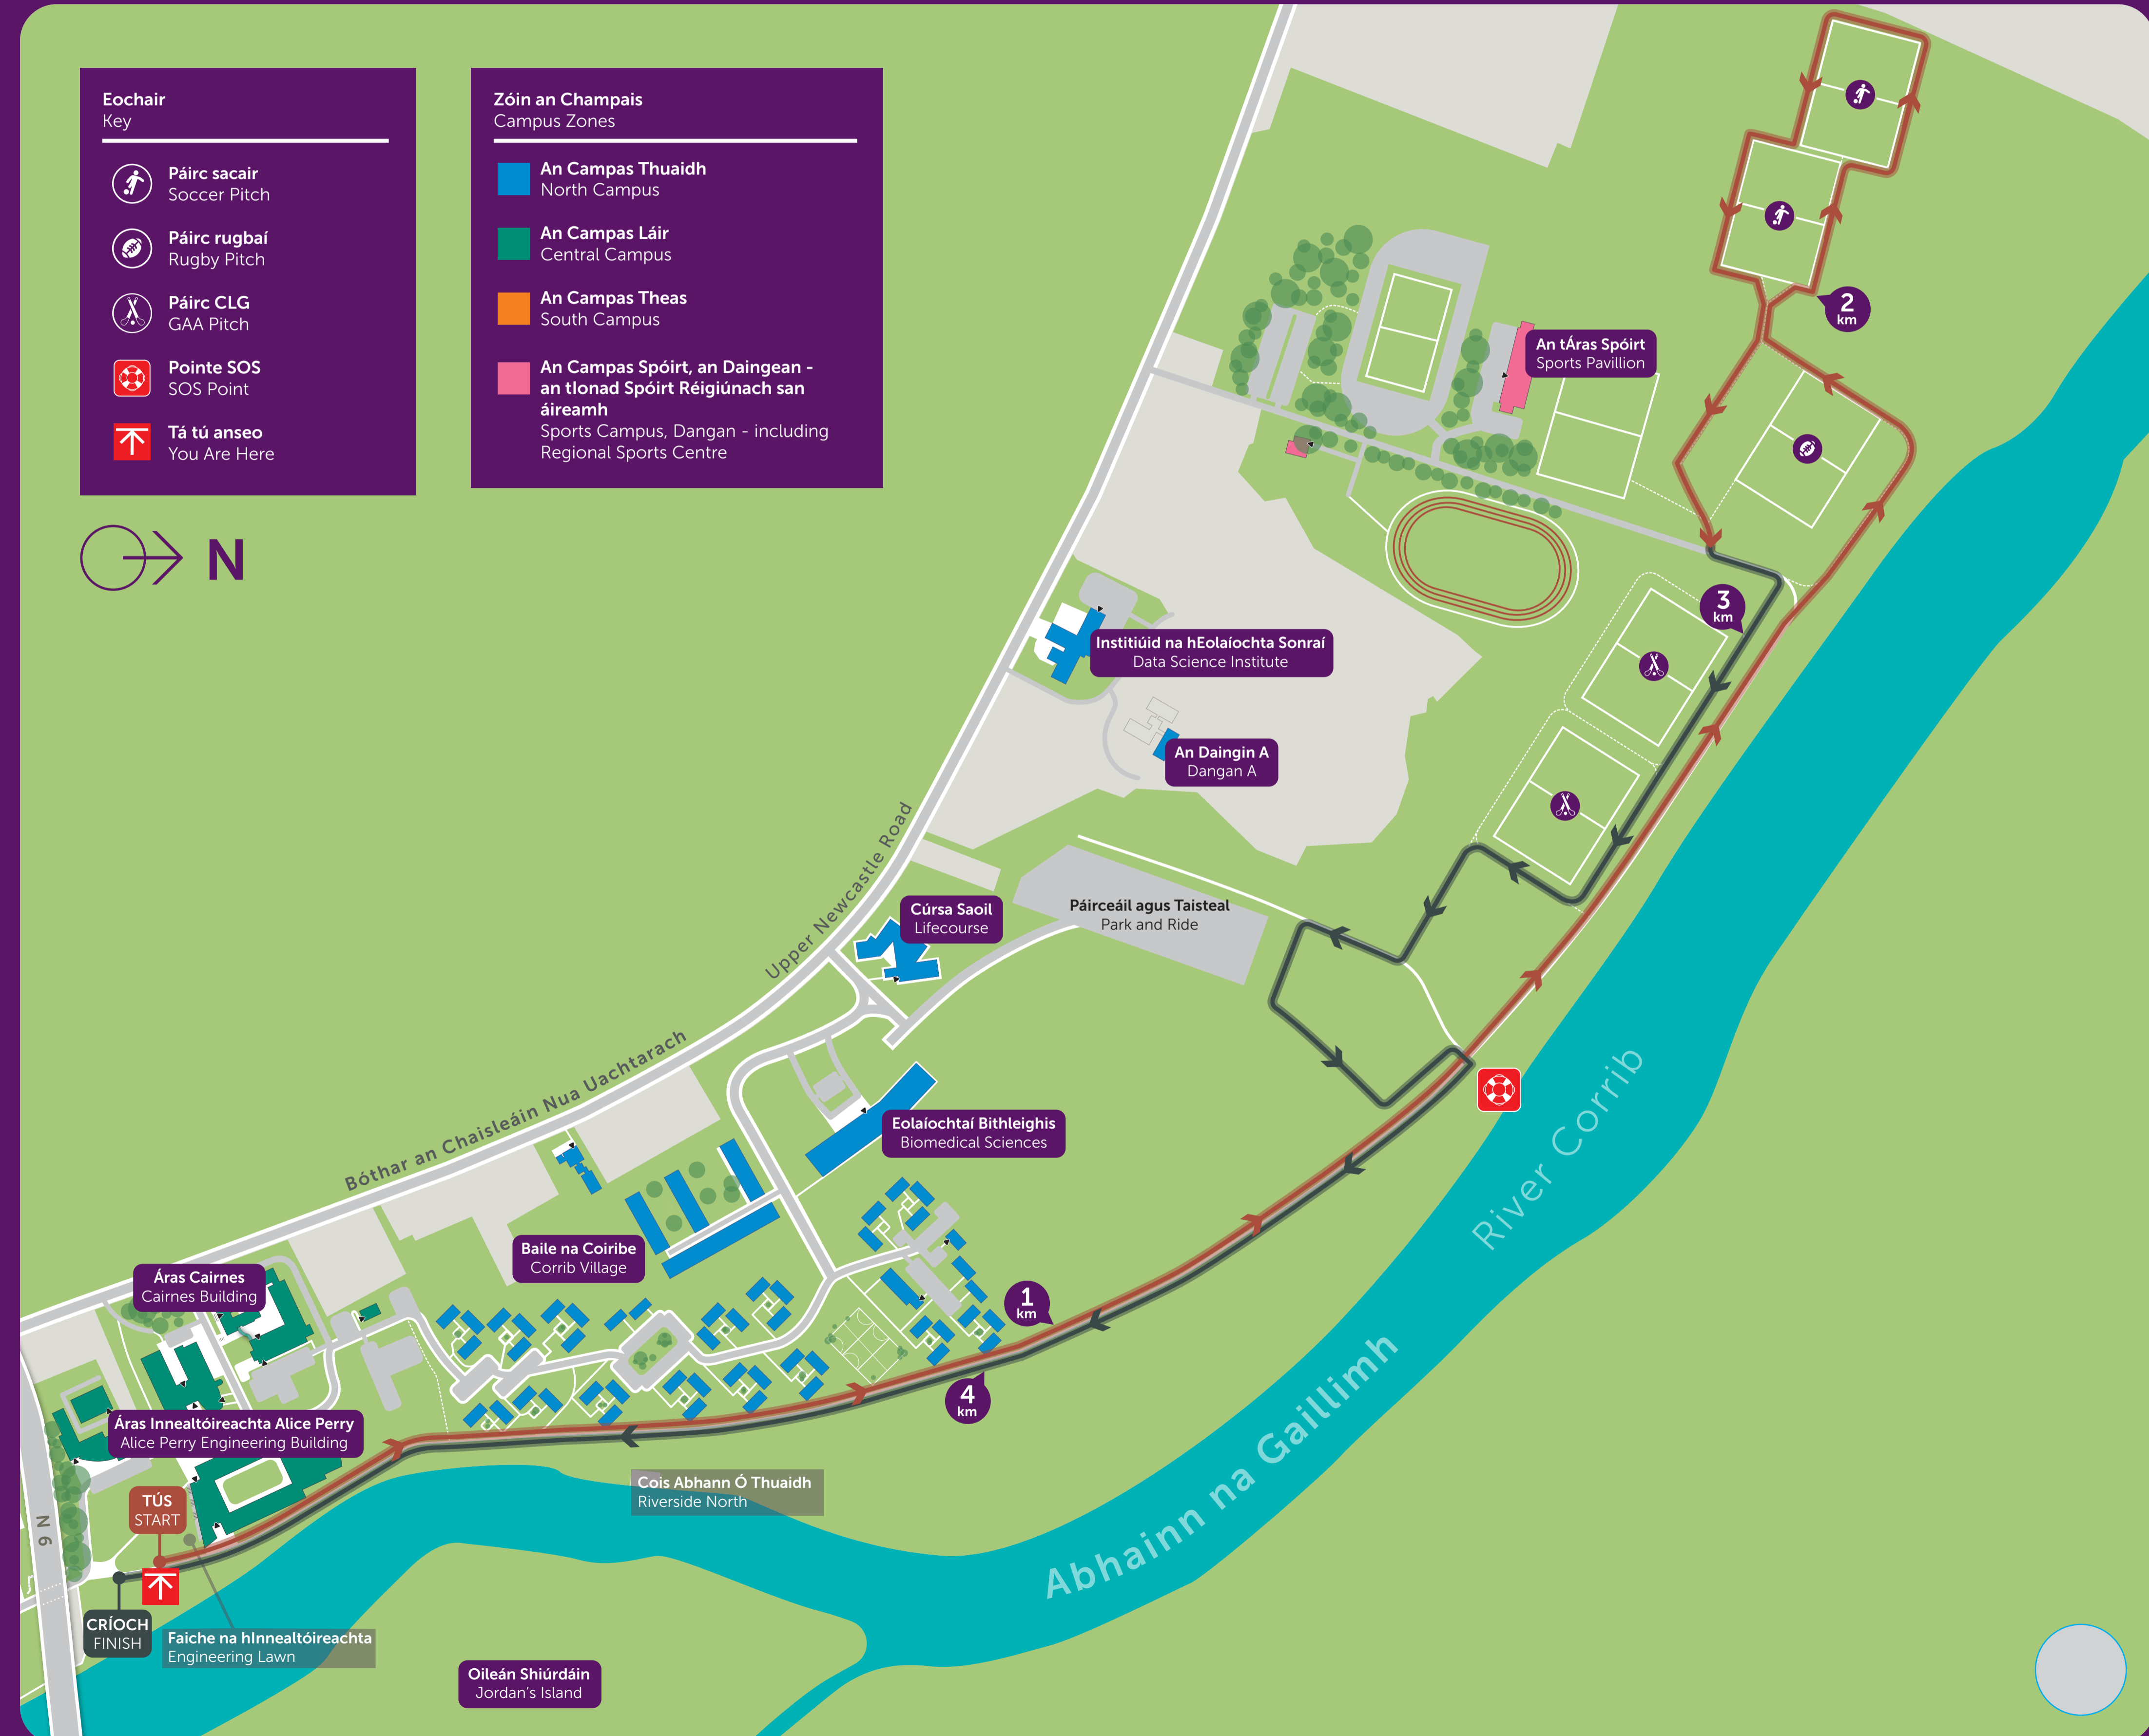 Eochair
Key
Páirc sacair
Soccer Pitch
Páirc rugbaí
Rugby Pitch
Páirc CLG
GAA Pitch
Pointe SOS
SOS Point
Tá tú anseo
You Are Here
Zóin an Champais
Campus Zones
An Campas Thuaidh
North Campus
An Campas Láir
Central Campus
An Campas Theas
South Campus
An Campas Spóirt, an Daingean -
an tIonad Spóirt Réigiúnach san
áireamh
Sports Campus, Dangan - including
Regional Sports Centre
N
2
km
An tÁras Spóirt
Sports Pavillion
3
km
Institiúid na hEolaíochta Sonraí
Data Science Institute
An Daingin A
Dangan A
Upper Newcastle Road
Cúrsa Saoil
Lifecourse
Páirceáil agus Taisteal
Park and Ride
Bóthar an Chaisleáin Nua Uachtarach
Eolaíochtaí Bithleighis
Biomedical Sciences
River Corrib
Baile na Coiribe
Corrib Village
Áras Cairnes
Cairnes Building
1
km
4
km
Abhainn na Gaillimh
Áras Innealtóireachta Alice Perry
Alice Perry Engineering Building
Cois Abhann Ó Thuaidh
Riverside North
TÚS
START
N 6
CRÍOCH
FINISH
Faiche na hInnealtóireachta
Engineering Lawn
Oileán Shiúrdáin
Jordan's Island